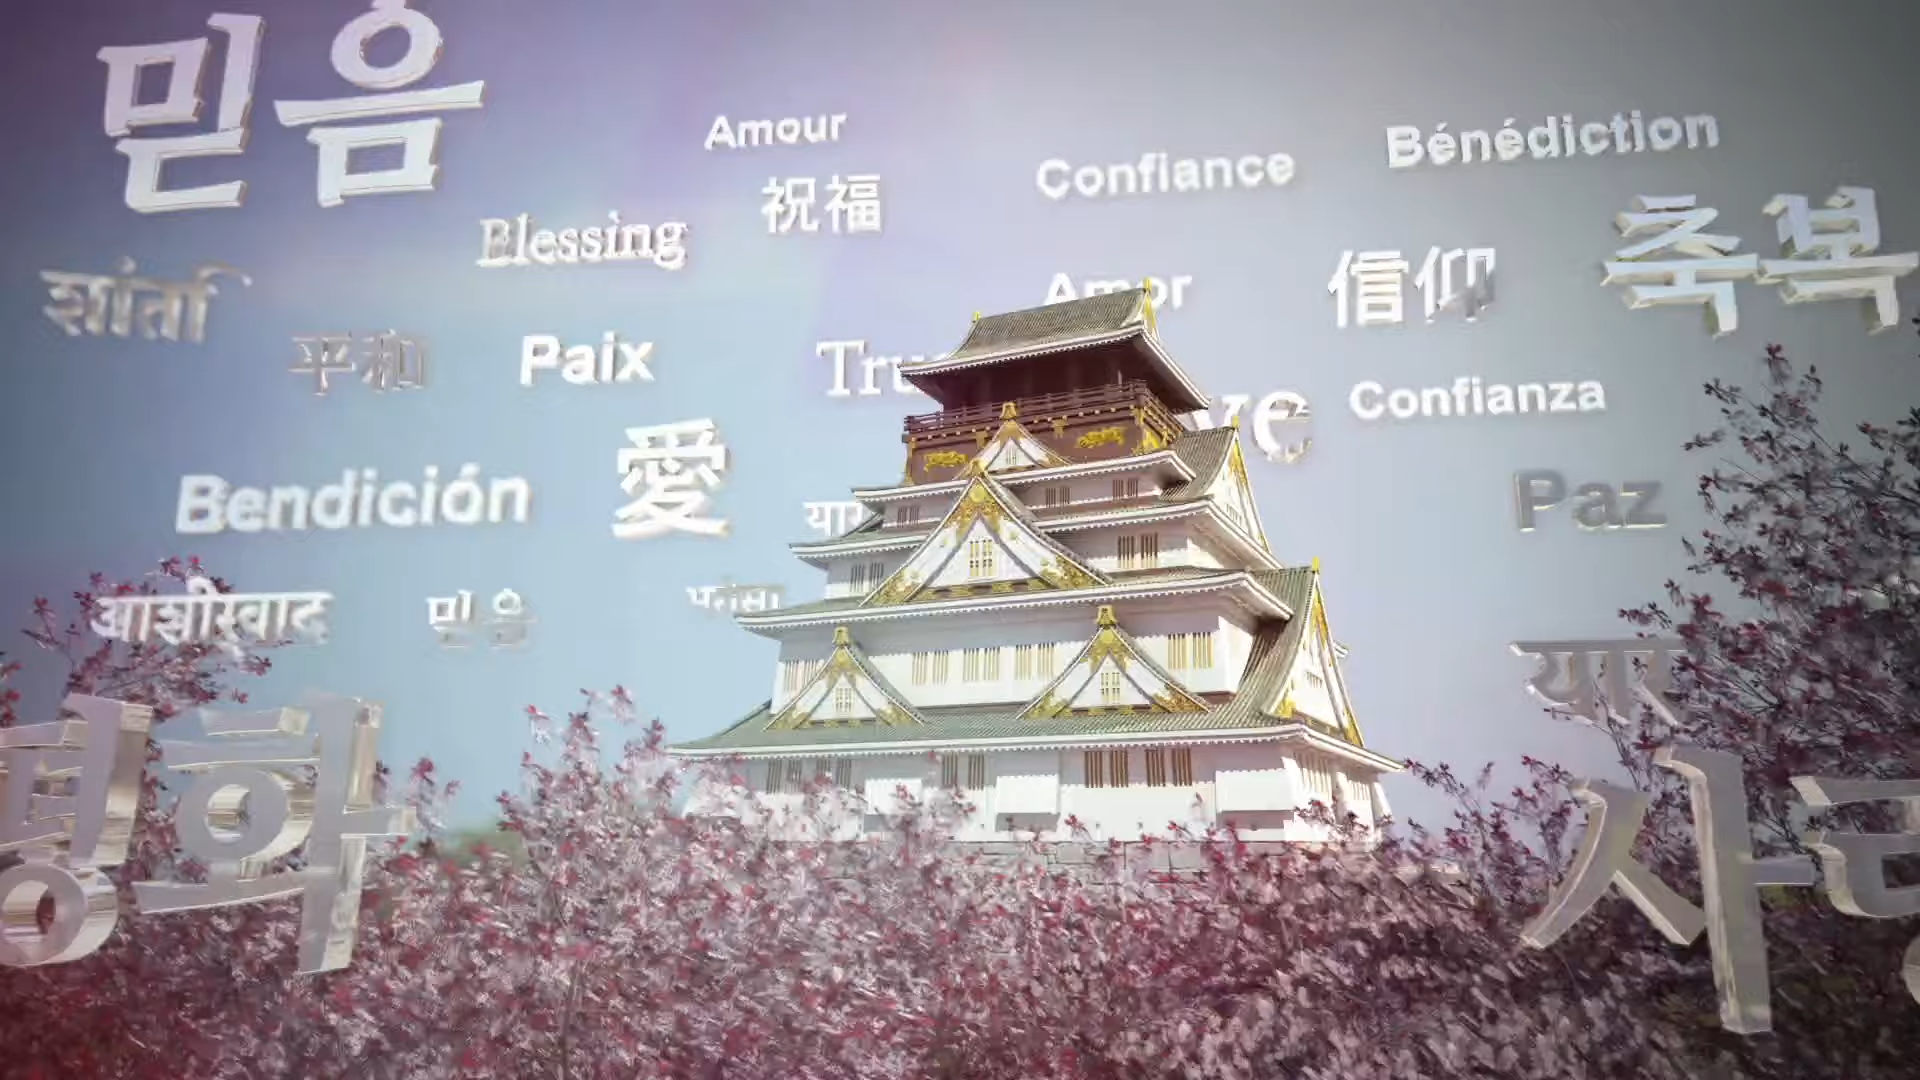 믿음
Amour
Confiance
Bénédiction
祝福
Blessing
축복
शांति
Amor
信仰
平和
Paix
Confianza
愛
Bendición
Paz
믿음
평화